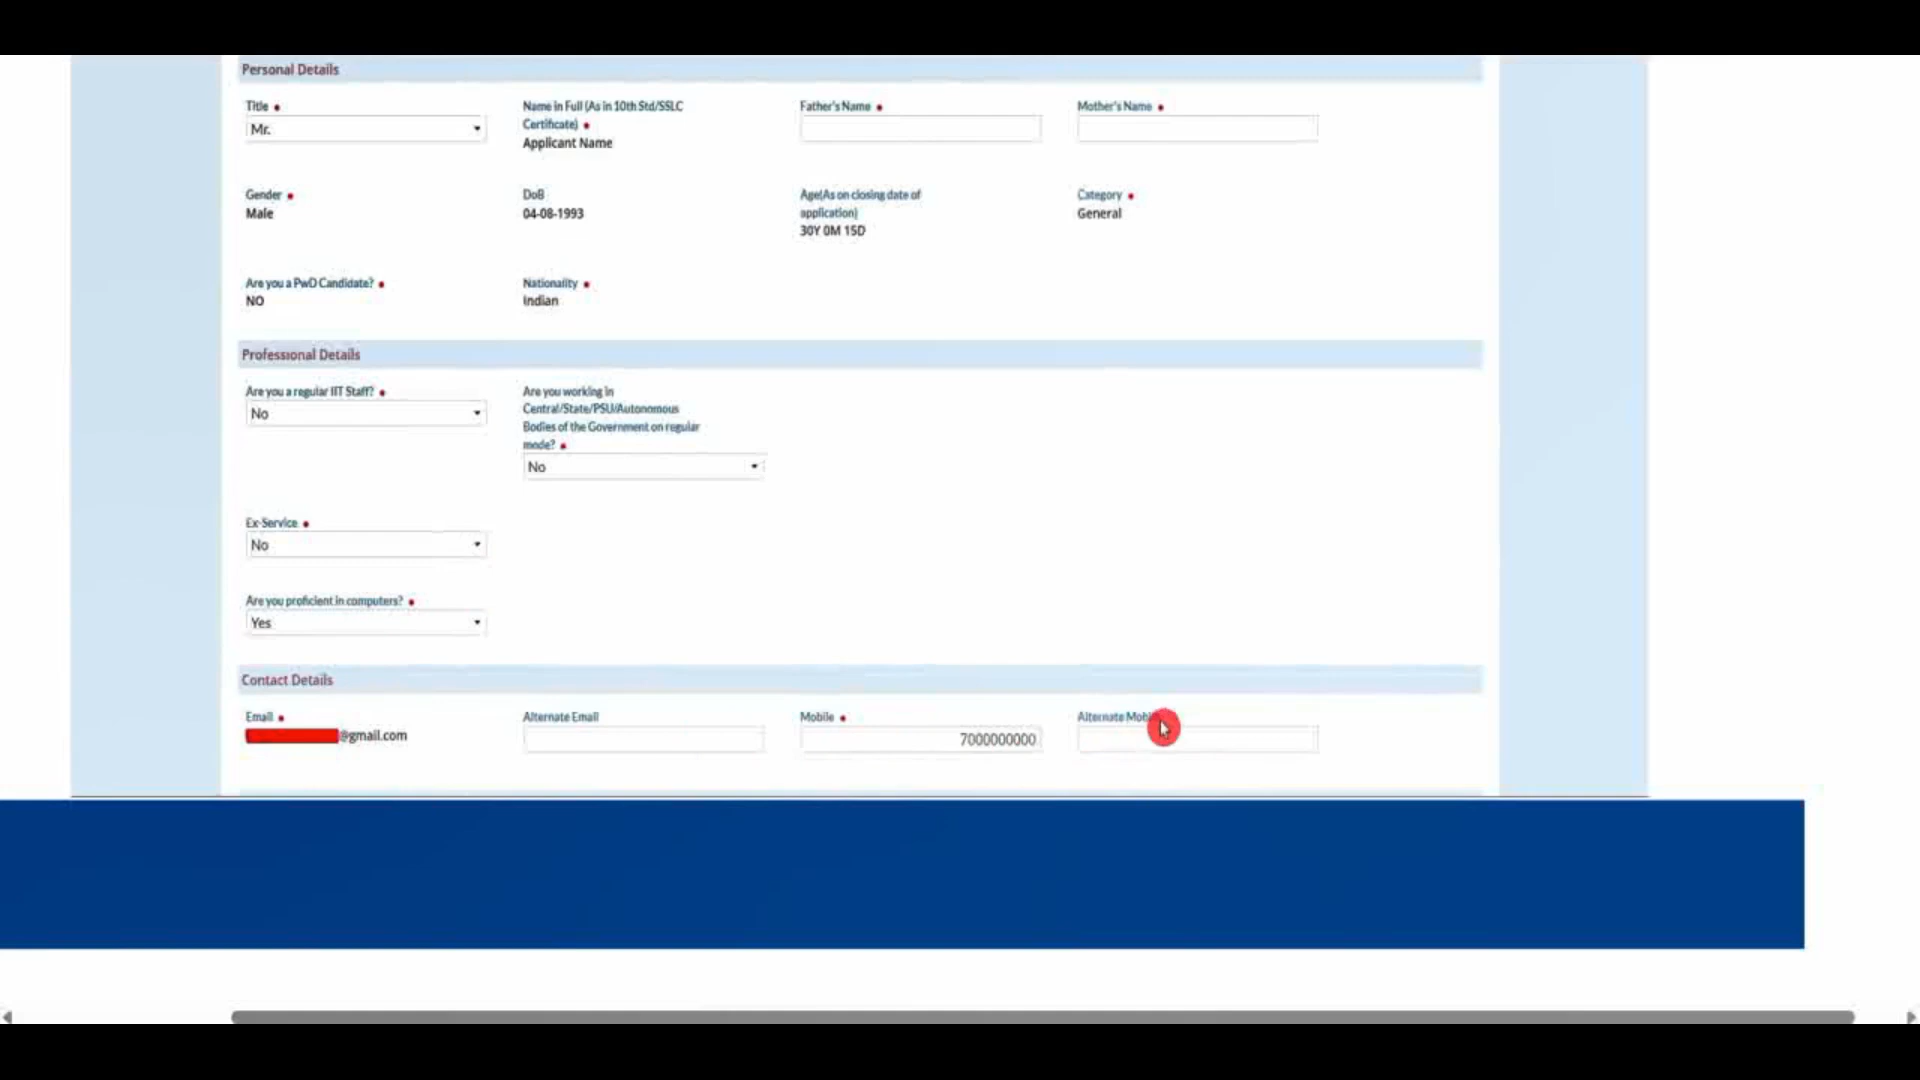 Personal Details
Title
Name in Full (As in 10th Std/SSLC
Father's Name
Mother's Name
Mr.
Certificate)
Applicant Name
Gender
DoB
Age(As on closing date of
Category
Male
04-08-1993
application)
General
30Y 0M 15D
Are you a PwD Candidate?
Nationality
NO
Indian
Professional Details
Are you a regular IIT Staff?
Are you working in
No
Central/State/PSU/Autonomous
Bodies of the Government on regular
mode?
No
Ex-Service
No
Are you proficient in computers?
Yes
Contact Details
Email
Alternate Email
Mobile
Alternate
@gmail.com
7000000000